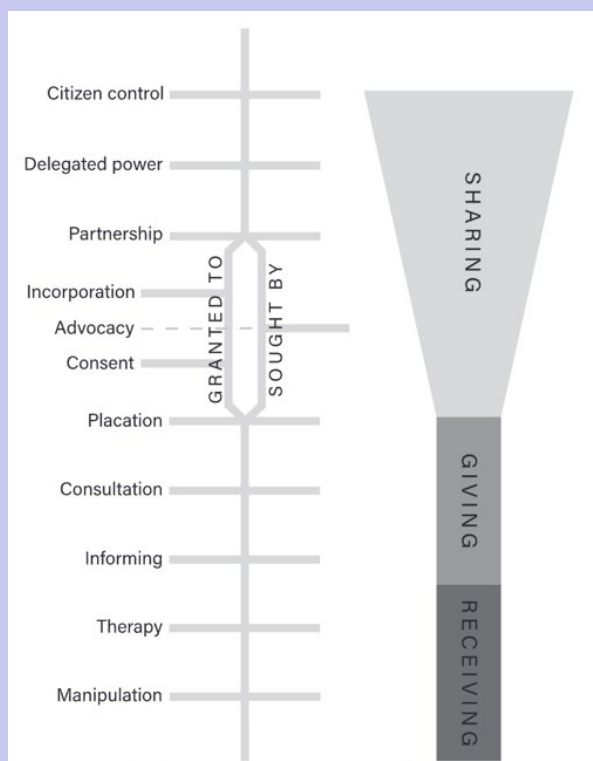 Citizen control
Delegated power
Partnership
Incorporation
Advocacy
Consent
Placation
Consultation
Informing
Therapy
Manipulation
GRANTED TO
SOUGHT BY
SHARING
GIVING
RECEIVING